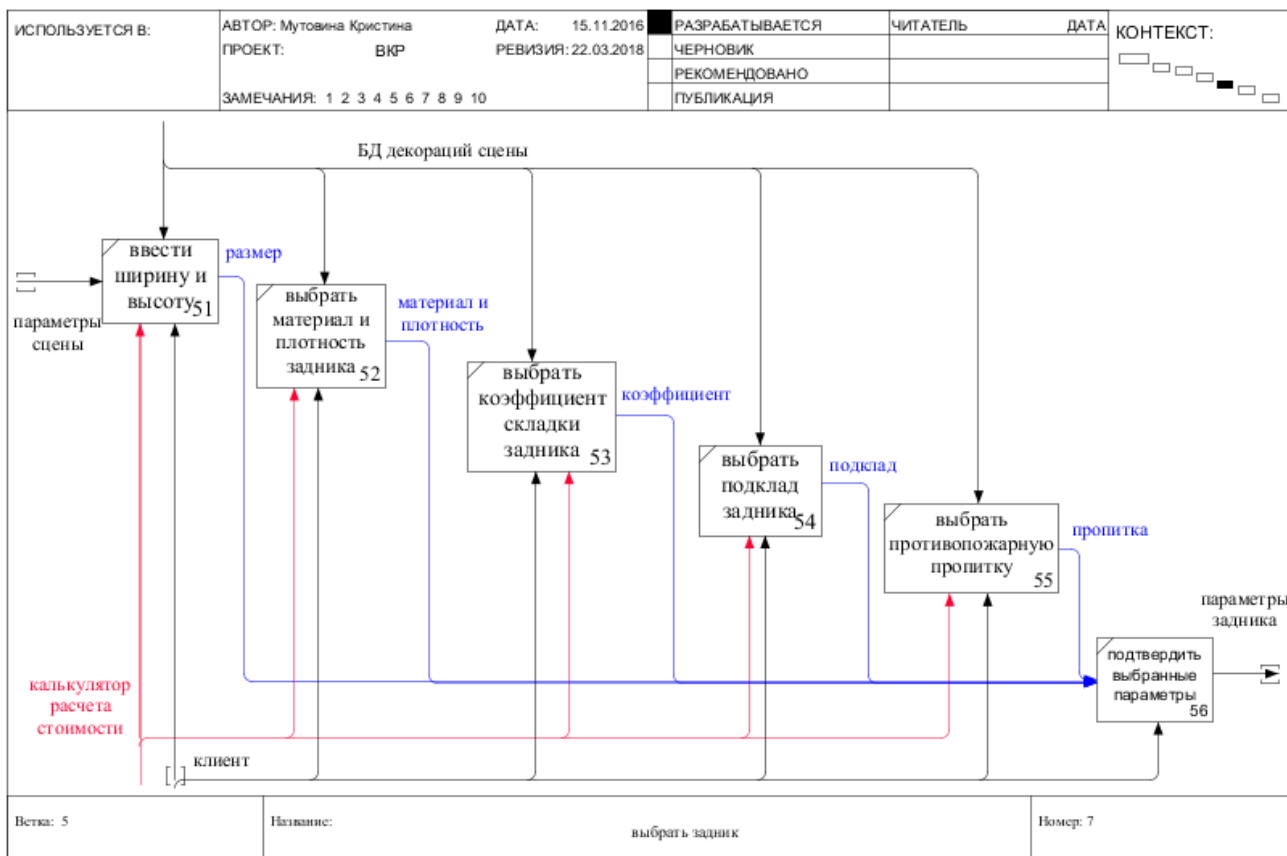 ИСПОЛЬЗУЕТСЯ В:
АВТОР: Мутовина Кристина
ДАТА: 15.11.2016
ПРОЕКТ: ВКР
РЕВИЗИЯ: 22.03.2018
ЗАМЕЧАНИЯ: 1 2 3 4 5 6 7 8 9 10
РАЗРАБАТЫВАЕТСЯ
ЧЕРНОВИК
РЕКОМЕНДОВАНО
ПУБЛИКАЦИЯ
ЧИТАТЕЛЬ
ДАТА
КОНТЕКСТ:
БД декораций сцены
ввести
ширину и
высоту
51
размер
параметры
сцены
выбрать
материал и
плотность
задника
52
материал и
плотность
выбрать
коэффициент
складки
задника
53
коэффициент
выбрать
подклад
задника
54
подклад
выбрать
противопожарную
пропитку
55
пропитка
параметры
задника
подтвердить
выбранные
параметры
56
калькулятор
расчета
стоимости
клиент
Ветка: 5
Название:
выбрать задник
Номер: 7